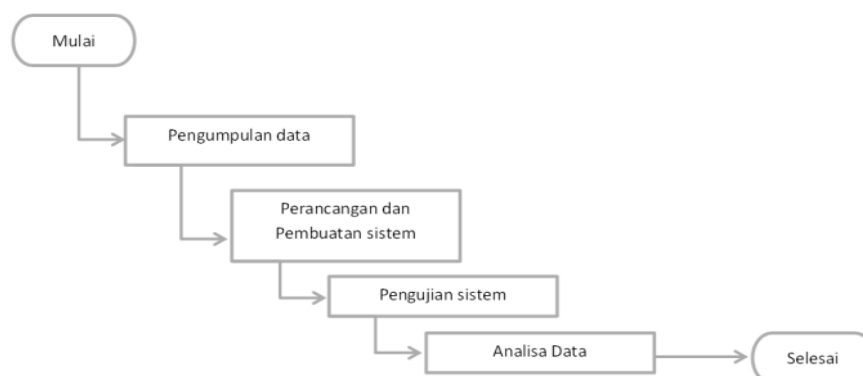 Mulai
Pengumpulan data
Perancangan dan
Pembuatan sistem
Pengujian sistem
Analisa Data
Selesai